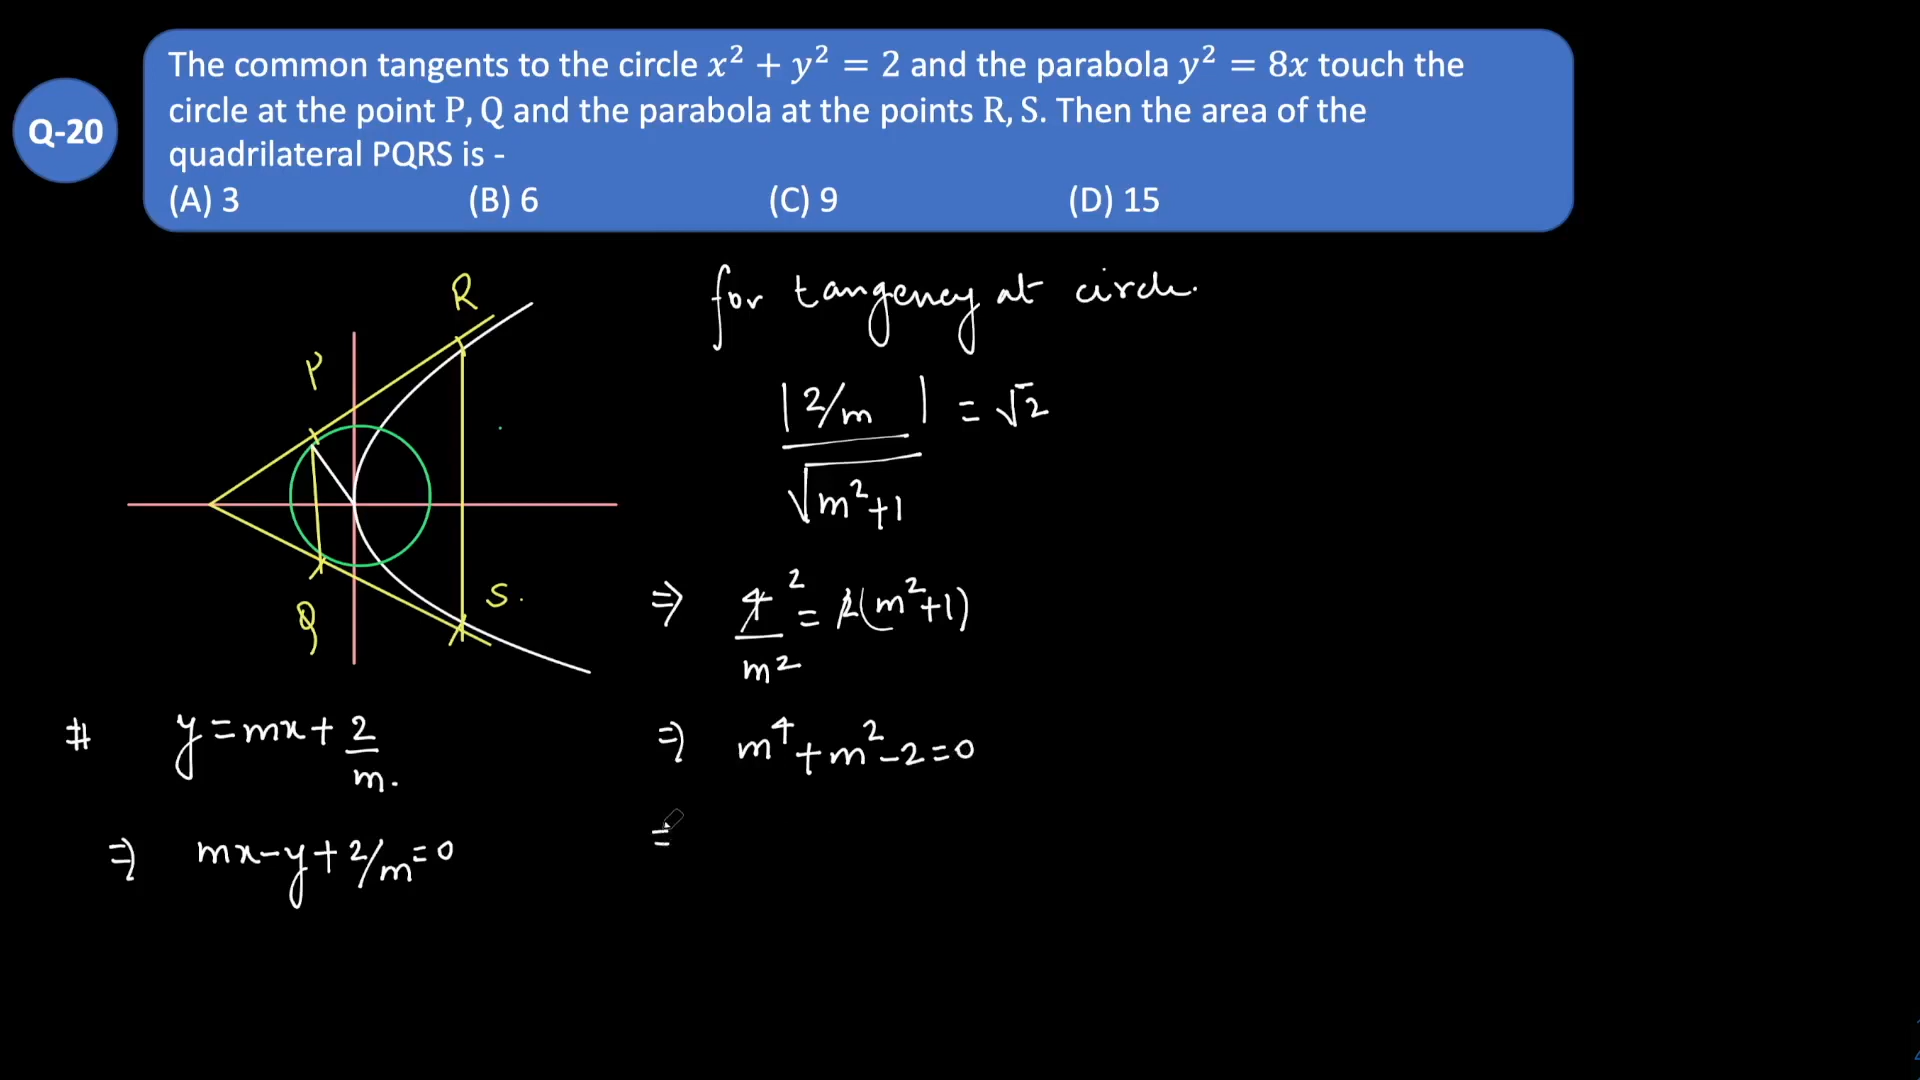 Q-20
The common tangents to the circle x² + y² = 2 and the parabola y² = 8x touch the
circle at the point P, Q and the parabola at the points R, S. Then the area of the
quadrilateral PQRS is -
(A) 3 (B) 6 (C) 9 (D) 15
R
P
Q
S.
# y = mx + 2/m.
⇒ mx - y + 2/m = 0
for tangency at circle.
|2/m| / √(m²+1) = √2
⇒ 4/m² 2 = 2(m²+1)
⇒ m⁴ + m² - 2 = 0
=